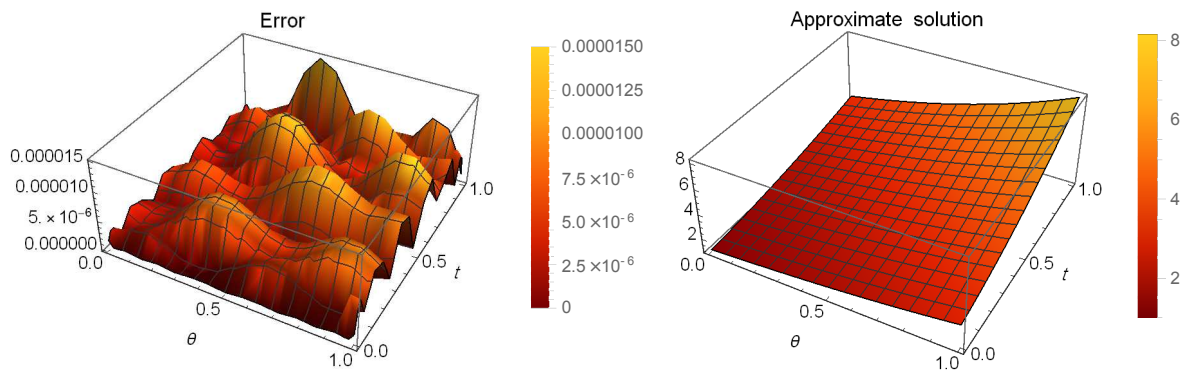 Error
0.000015
0.000010
5. × 10⁻⁶
0.000000
0.0
0.5
1.0
θ
0.0
0.5
1.0
t
0.0000150
0.0000125
0.0000100
7.5 × 10⁻⁶
5.0 × 10⁻⁶
2.5 × 10⁻⁶
0
Approximate solution
8
6
4
2
0.0
0.5
1.0
θ
0.0
0.5
1.0
t
8
6
4
2